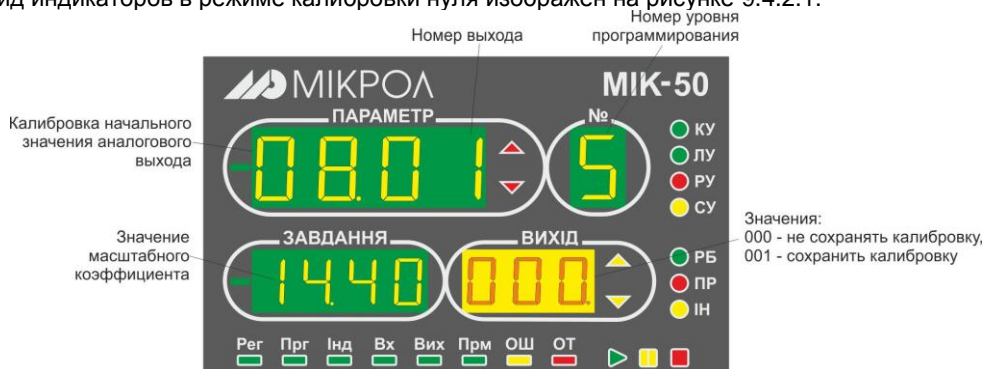 ид индикаторов в режиме калибровки нуля изображен на рисунке 9.4.2.1.
Номер выхода
Номер уровня
программирования
МІКРОЛ
МІК-50
ПАРАМЕТР
№
Калибровка начального
значения аналогового
выхода
08.01
5
КУ
ЛУ
РУ
СУ
Значение
масштабного
коэффициента
ЗАВДАННЯ
ВИХІД
14.40
000.
Значения:
000 - не сохранять калибровку,
001 - сохранить калибровку
РБ
ПР
ІН
Рег Прг Інд Вх Вих Прм ОШ ОТ